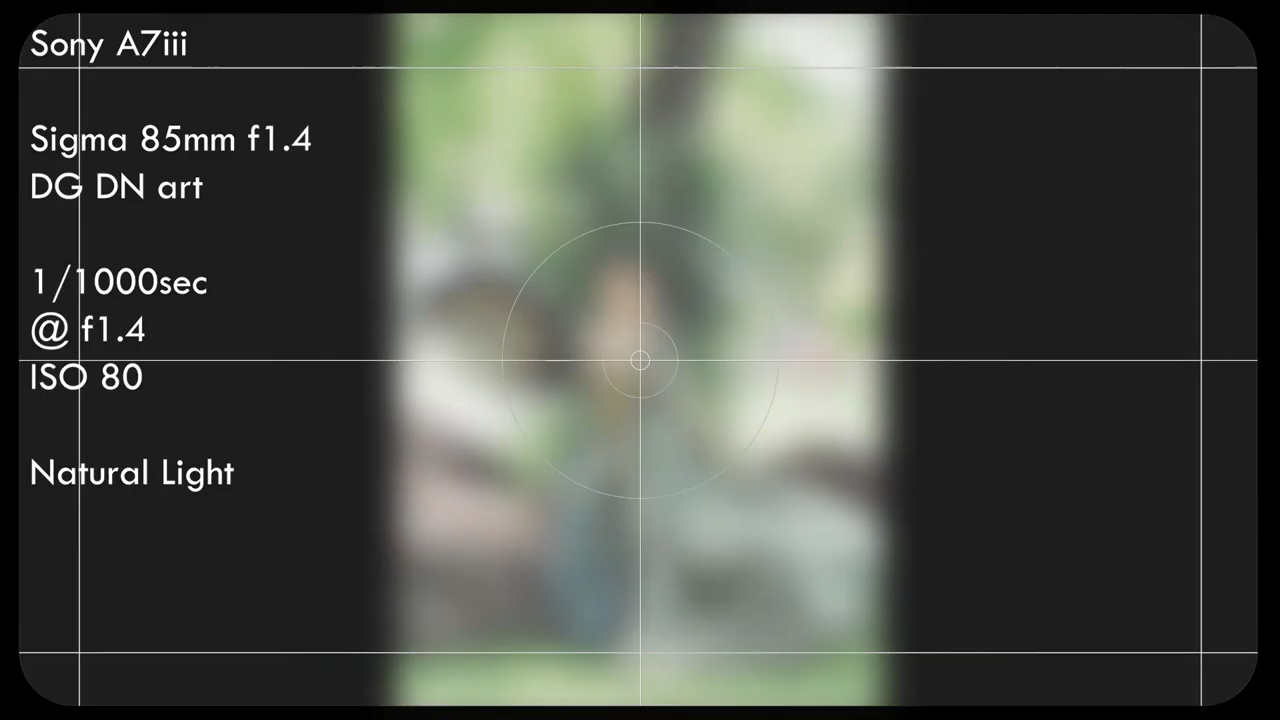 Sony A7iii
Sigma 85mm f1.4
DG DN art
1/1000sec
@ f1.4
ISO 80
Natural Light